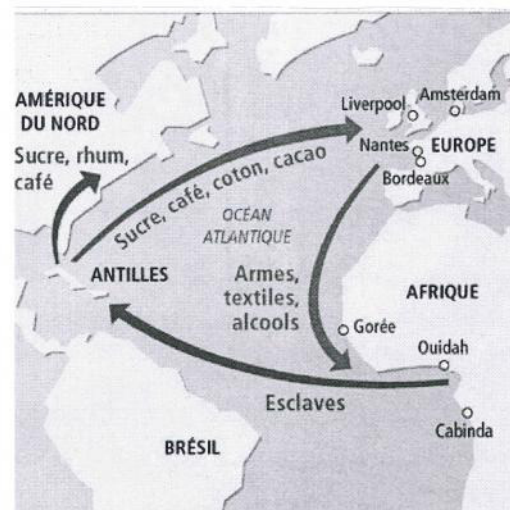 AMÉRIQUE
DU NORD
Sucre, rhum,
café
Sucre, café, coton, cacao
Liverpool
Amsterdam
Nantes
EUROPE
Bordeaux
OCÉAN
ATLANTIQUE
ANTILLES
Armes,
textiles,
alcools
AFRIQUE
Gorée
Ouidah
Esclaves
Cabinda
BRÉSIL